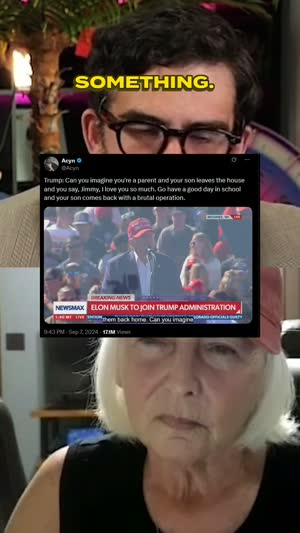 SOMETHING.
Acyn
@Acyn
Trump: Can you imagine you're a parent and your son leaves the house
and you say, Jimmy, I love you so much. Go have a good day in school
and your son comes back with a brutal operation.
LIVE
BREAKING NEWS
NEWSMAX
ELON MUSK TO JOIN TRUMP ADMINISTRATION
LIVE
them back home. Can you imagine
9:43 PM · Sep 7, 2024 · 17.1M Views